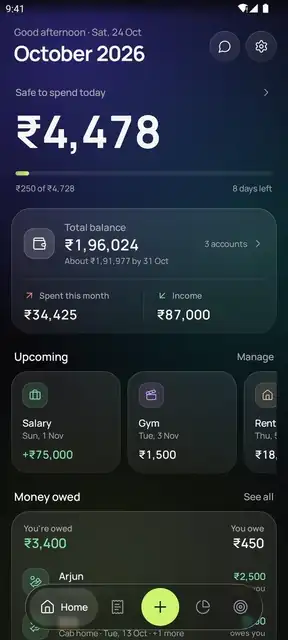 9:41
Good afternoon · Sat, 24 Oct
October 2026
Safe to spend today
₹4,478
₹250 of ₹4,728
8 days left
Total balance
₹1,96,024
3 accounts
About ₹1,91,977 by 31 Oct
Spent this month
Income
₹34,425
₹87,000
Upcoming
Manage
Salary
Sun, 1 Nov
+₹75,000
Gym
Tue, 3 Nov
₹1,500
Rent
Thu,
₹18,
Money owed
See all
You're owed
You owe
₹3,400
₹450
Arjun
₹2,500
Home
Cab home · Tue, 13 Oct · +1 more
owes you